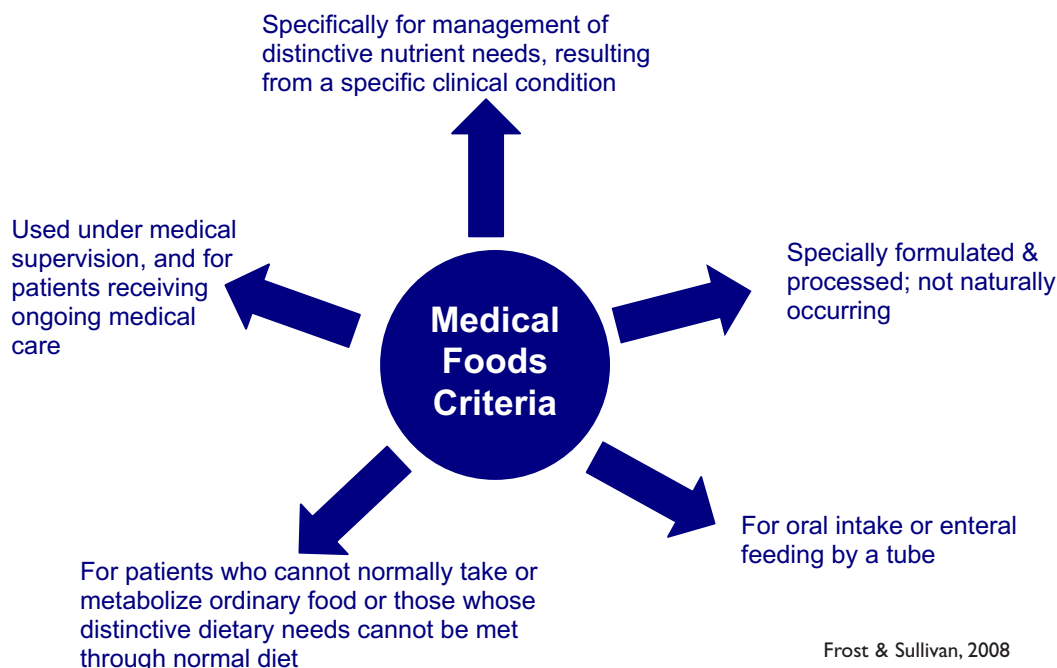 Specifically for management of
distinctive nutrient needs, resulting
from a specific clinical condition
Used under medical
supervision, and for
patients receiving
ongoing medical
care
Specially formulated &
processed; not naturally
occurring
Medical
Foods
Criteria
For oral intake or enteral
feeding by a tube
For patients who cannot normally take or
metabolize ordinary food or those whose
distinctive dietary needs cannot be met
through normal diet
Frost & Sullivan, 2008